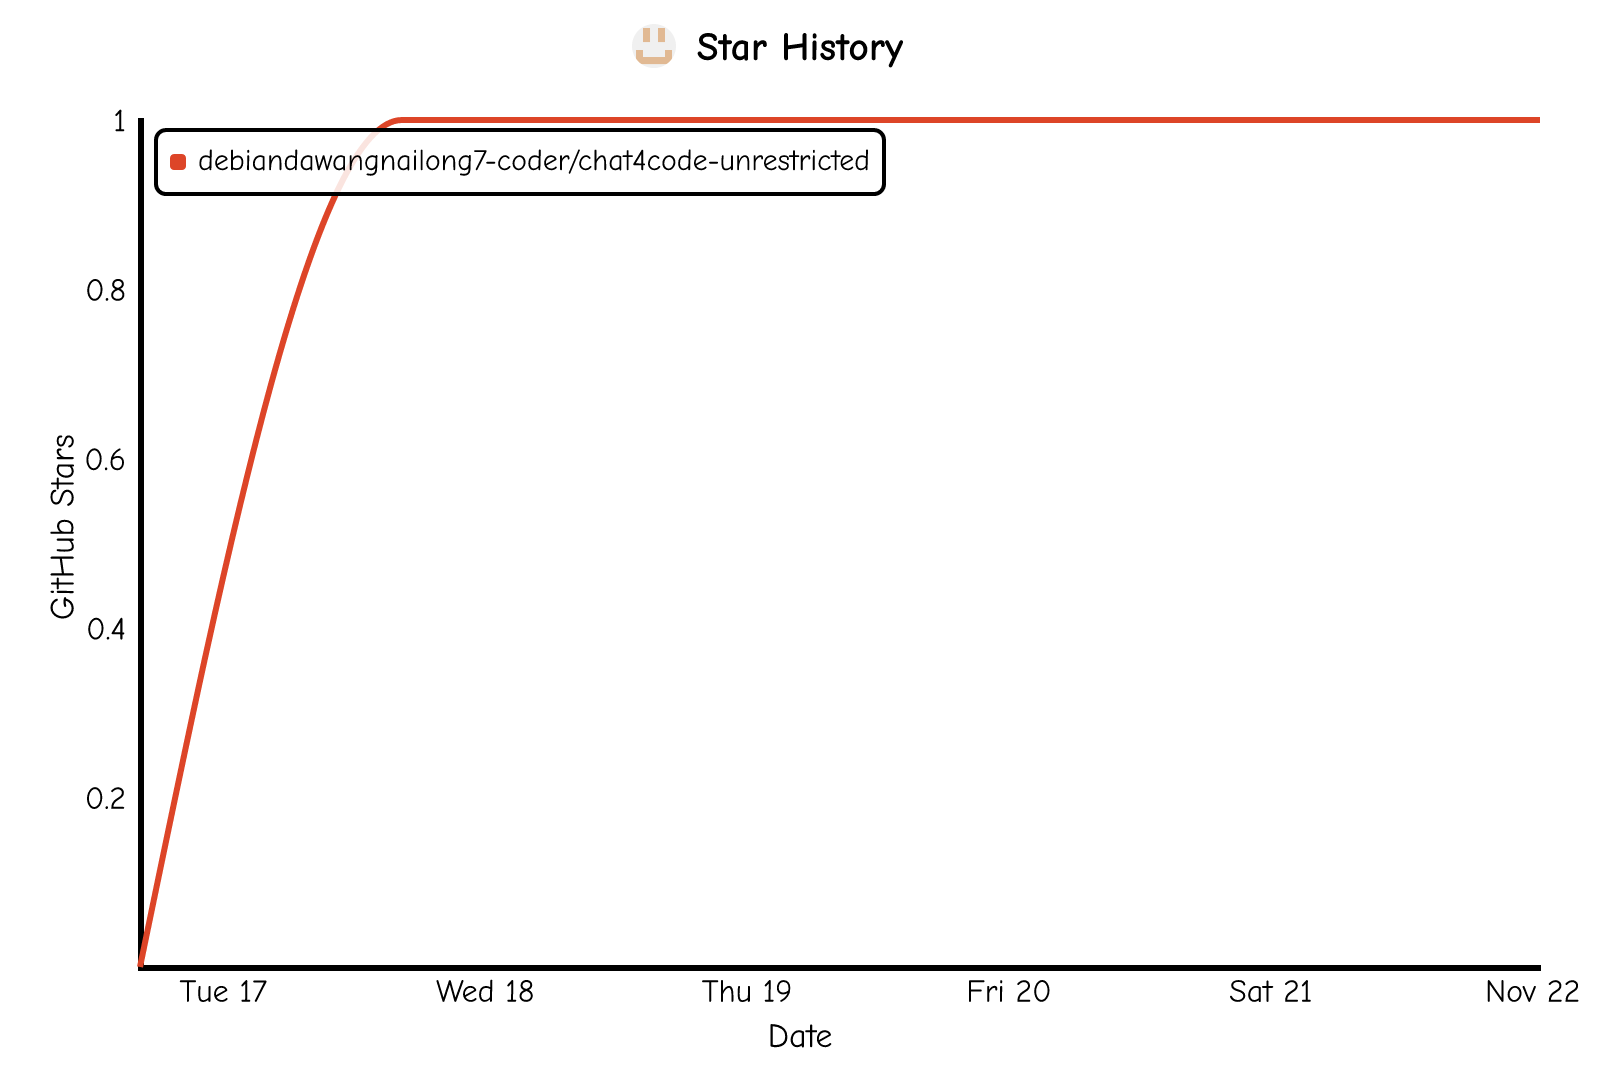 Star History
debiandawangnailong7-coder/chat4code-unrestricted
1
0.8
0.6
0.4
0.2
GitHub Stars
Tue 17 Wed 18 Thu 19 Fri 20 Sat 21 Nov 22
Date